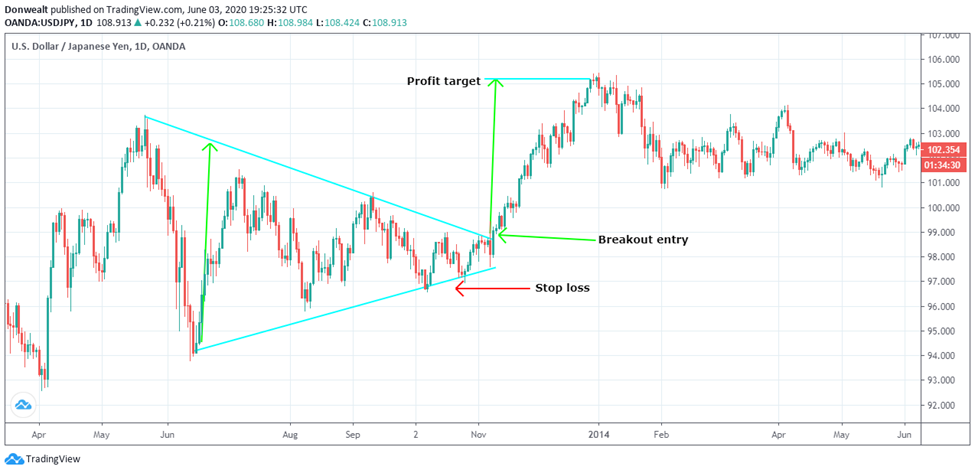 Donwealt published on TradingView.com, June 03, 2020 19:25:32 UTC
OANDA:USDJPY, 1D 108.913 ▲ +0.232 (+0.21%) O:108.680 H:108.984 L:108.424 C:108.913
U.S. Dollar / Japanese Yen, 1D, OANDA
107.000
106.000
Profit target
105.000
104.000
103.000
102.354
01:34:30
101.000
100.000
99.000
Breakout entry
98.000
97.000
Stop loss
96.000
95.000
94.000
93.000
92.000
Apr May Jun Aug Sep 2 Nov 2014 Feb Apr May Jun
TradingView